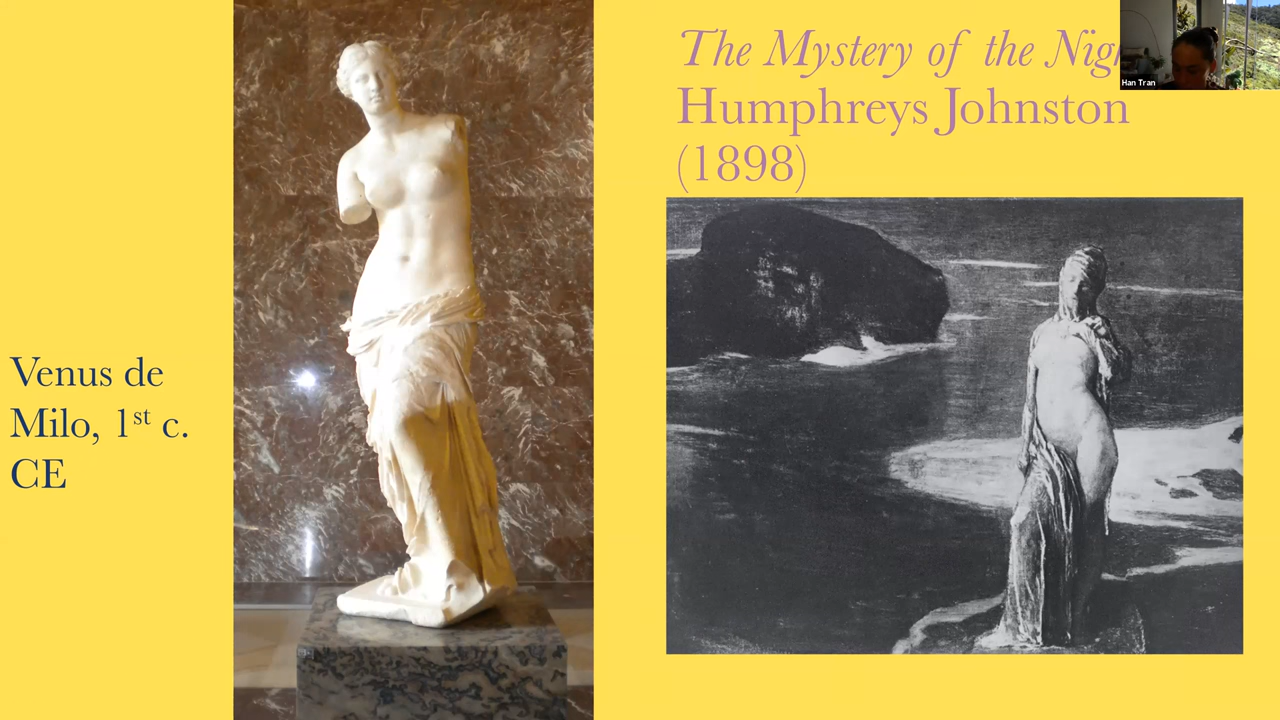 Venus de
Milo, 1st c.
CE
The Mystery of the
Humphreys Johnston
(1898)
Han Tran